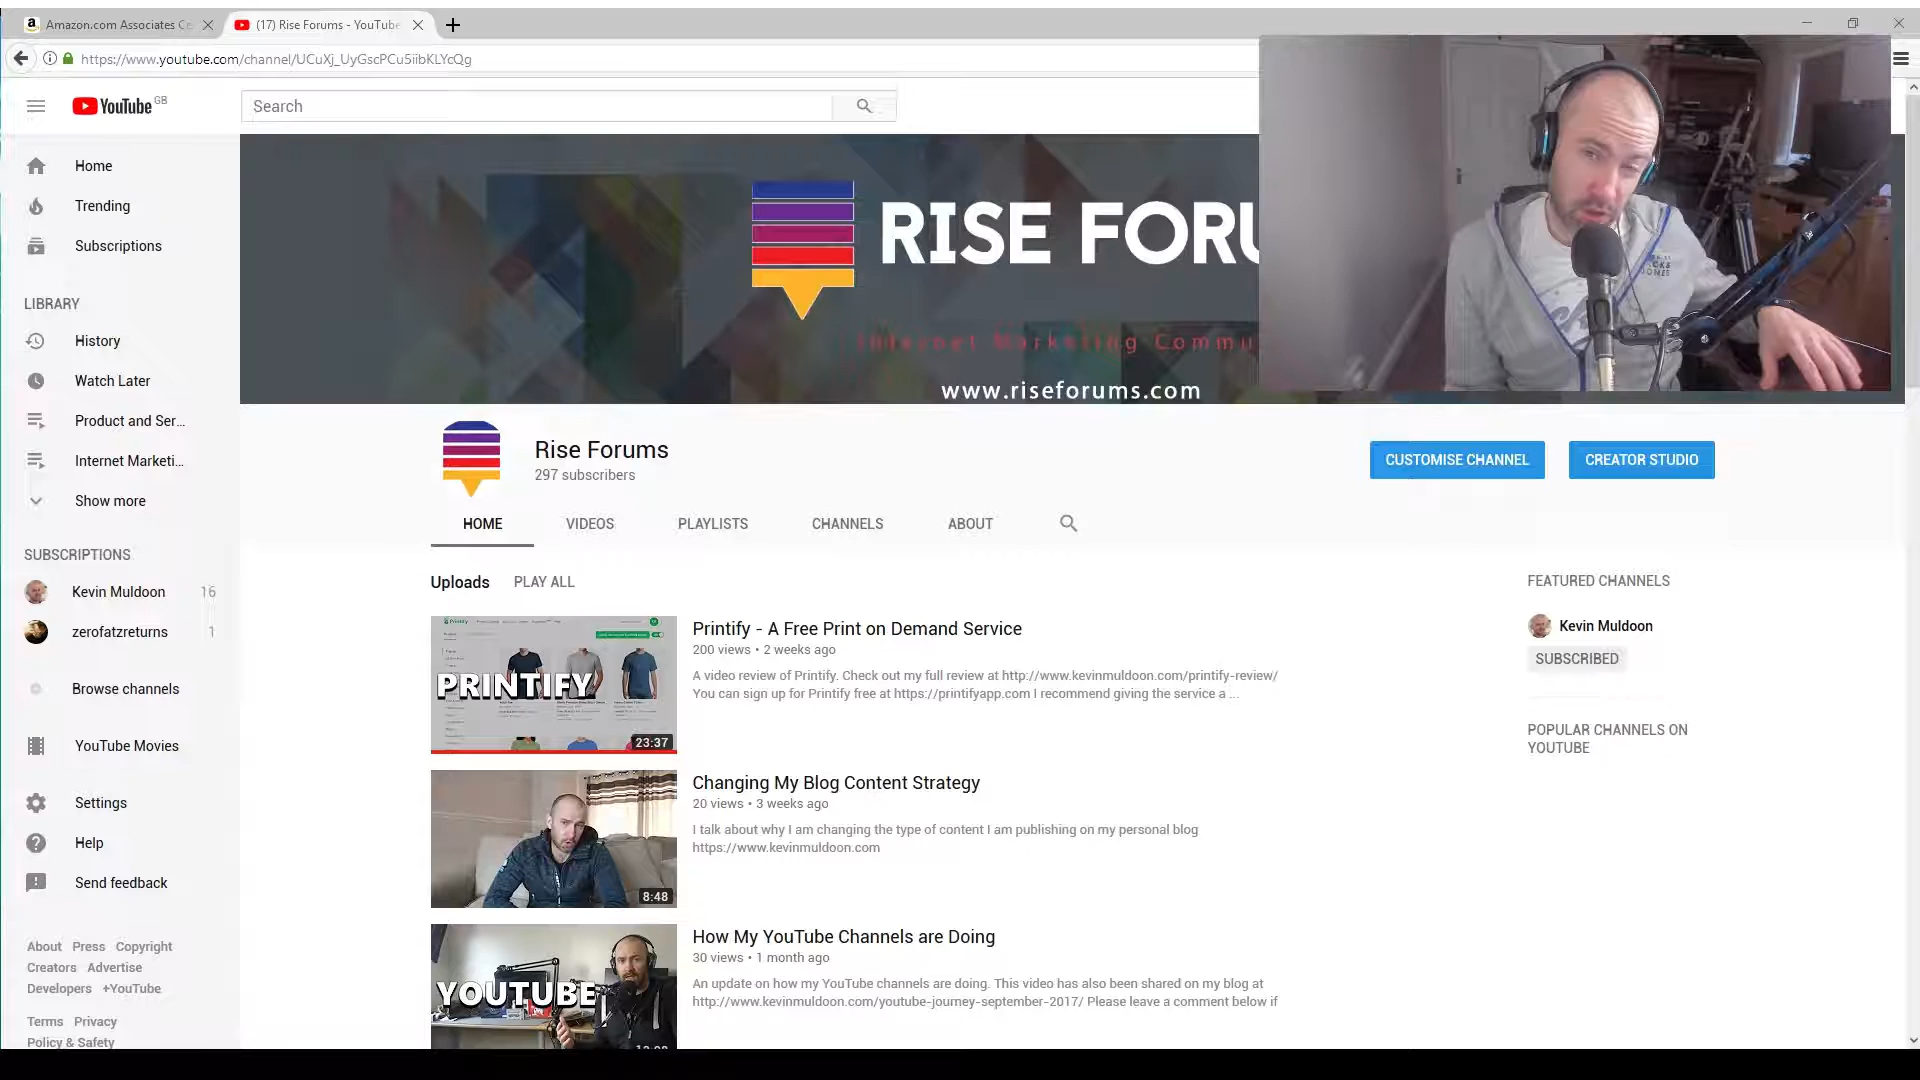 Amazon.com Associates Ce
(17) Rise Forums - YouTube
https://www.youtube.com/channel/UCuXj_UyGscPCu5iibKLYcQg
YouTube GB
Search
Home
Trending
Subscriptions
LIBRARY
History
Watch Later
Product and Ser...
Internet Marketi...
Show more
SUBSCRIPTIONS
Kevin Muldoon 16
zerofatzreturns 1
Browse channels
YouTube Movies
Settings
Help
Send feedback
About Press Copyright
Creators Advertise
Developers +YouTube
Terms Privacy
Policy & Safety
RISE FORU
Internet Marketing Commu
www.riseforums.com
Rise Forums
297 subscribers
CUSTOMISE CHANNEL
CREATOR STUDIO
HOME VIDEOS PLAYLISTS CHANNELS ABOUT
Uploads PLAY ALL
PRINTIFY
23:37
Printify - A Free Print on Demand Service
200 views • 2 weeks ago
A video review of Printify. Check out my full review at http://www.kevinmuldoon.com/printify-review/
You can sign up for Printify free at https://printifyapp.com I recommend giving the service a ...
8:48
Changing My Blog Content Strategy
20 views • 3 weeks ago
I talk about why I am changing the type of content I am publishing on my personal blog
https://www.kevinmuldoon.com
YOUTUBE
How My YouTube Channels are Doing
30 views • 1 month ago
An update on how my YouTube channels are doing. This video has also been shared on my blog at
http://www.kevinmuldoon.com/youtube-journey-september-2017/ Please leave a comment below if
FEATURED CHANNELS
Kevin Muldoon
SUBSCRIBED
POPULAR CHANNELS ON
YOUTUBE